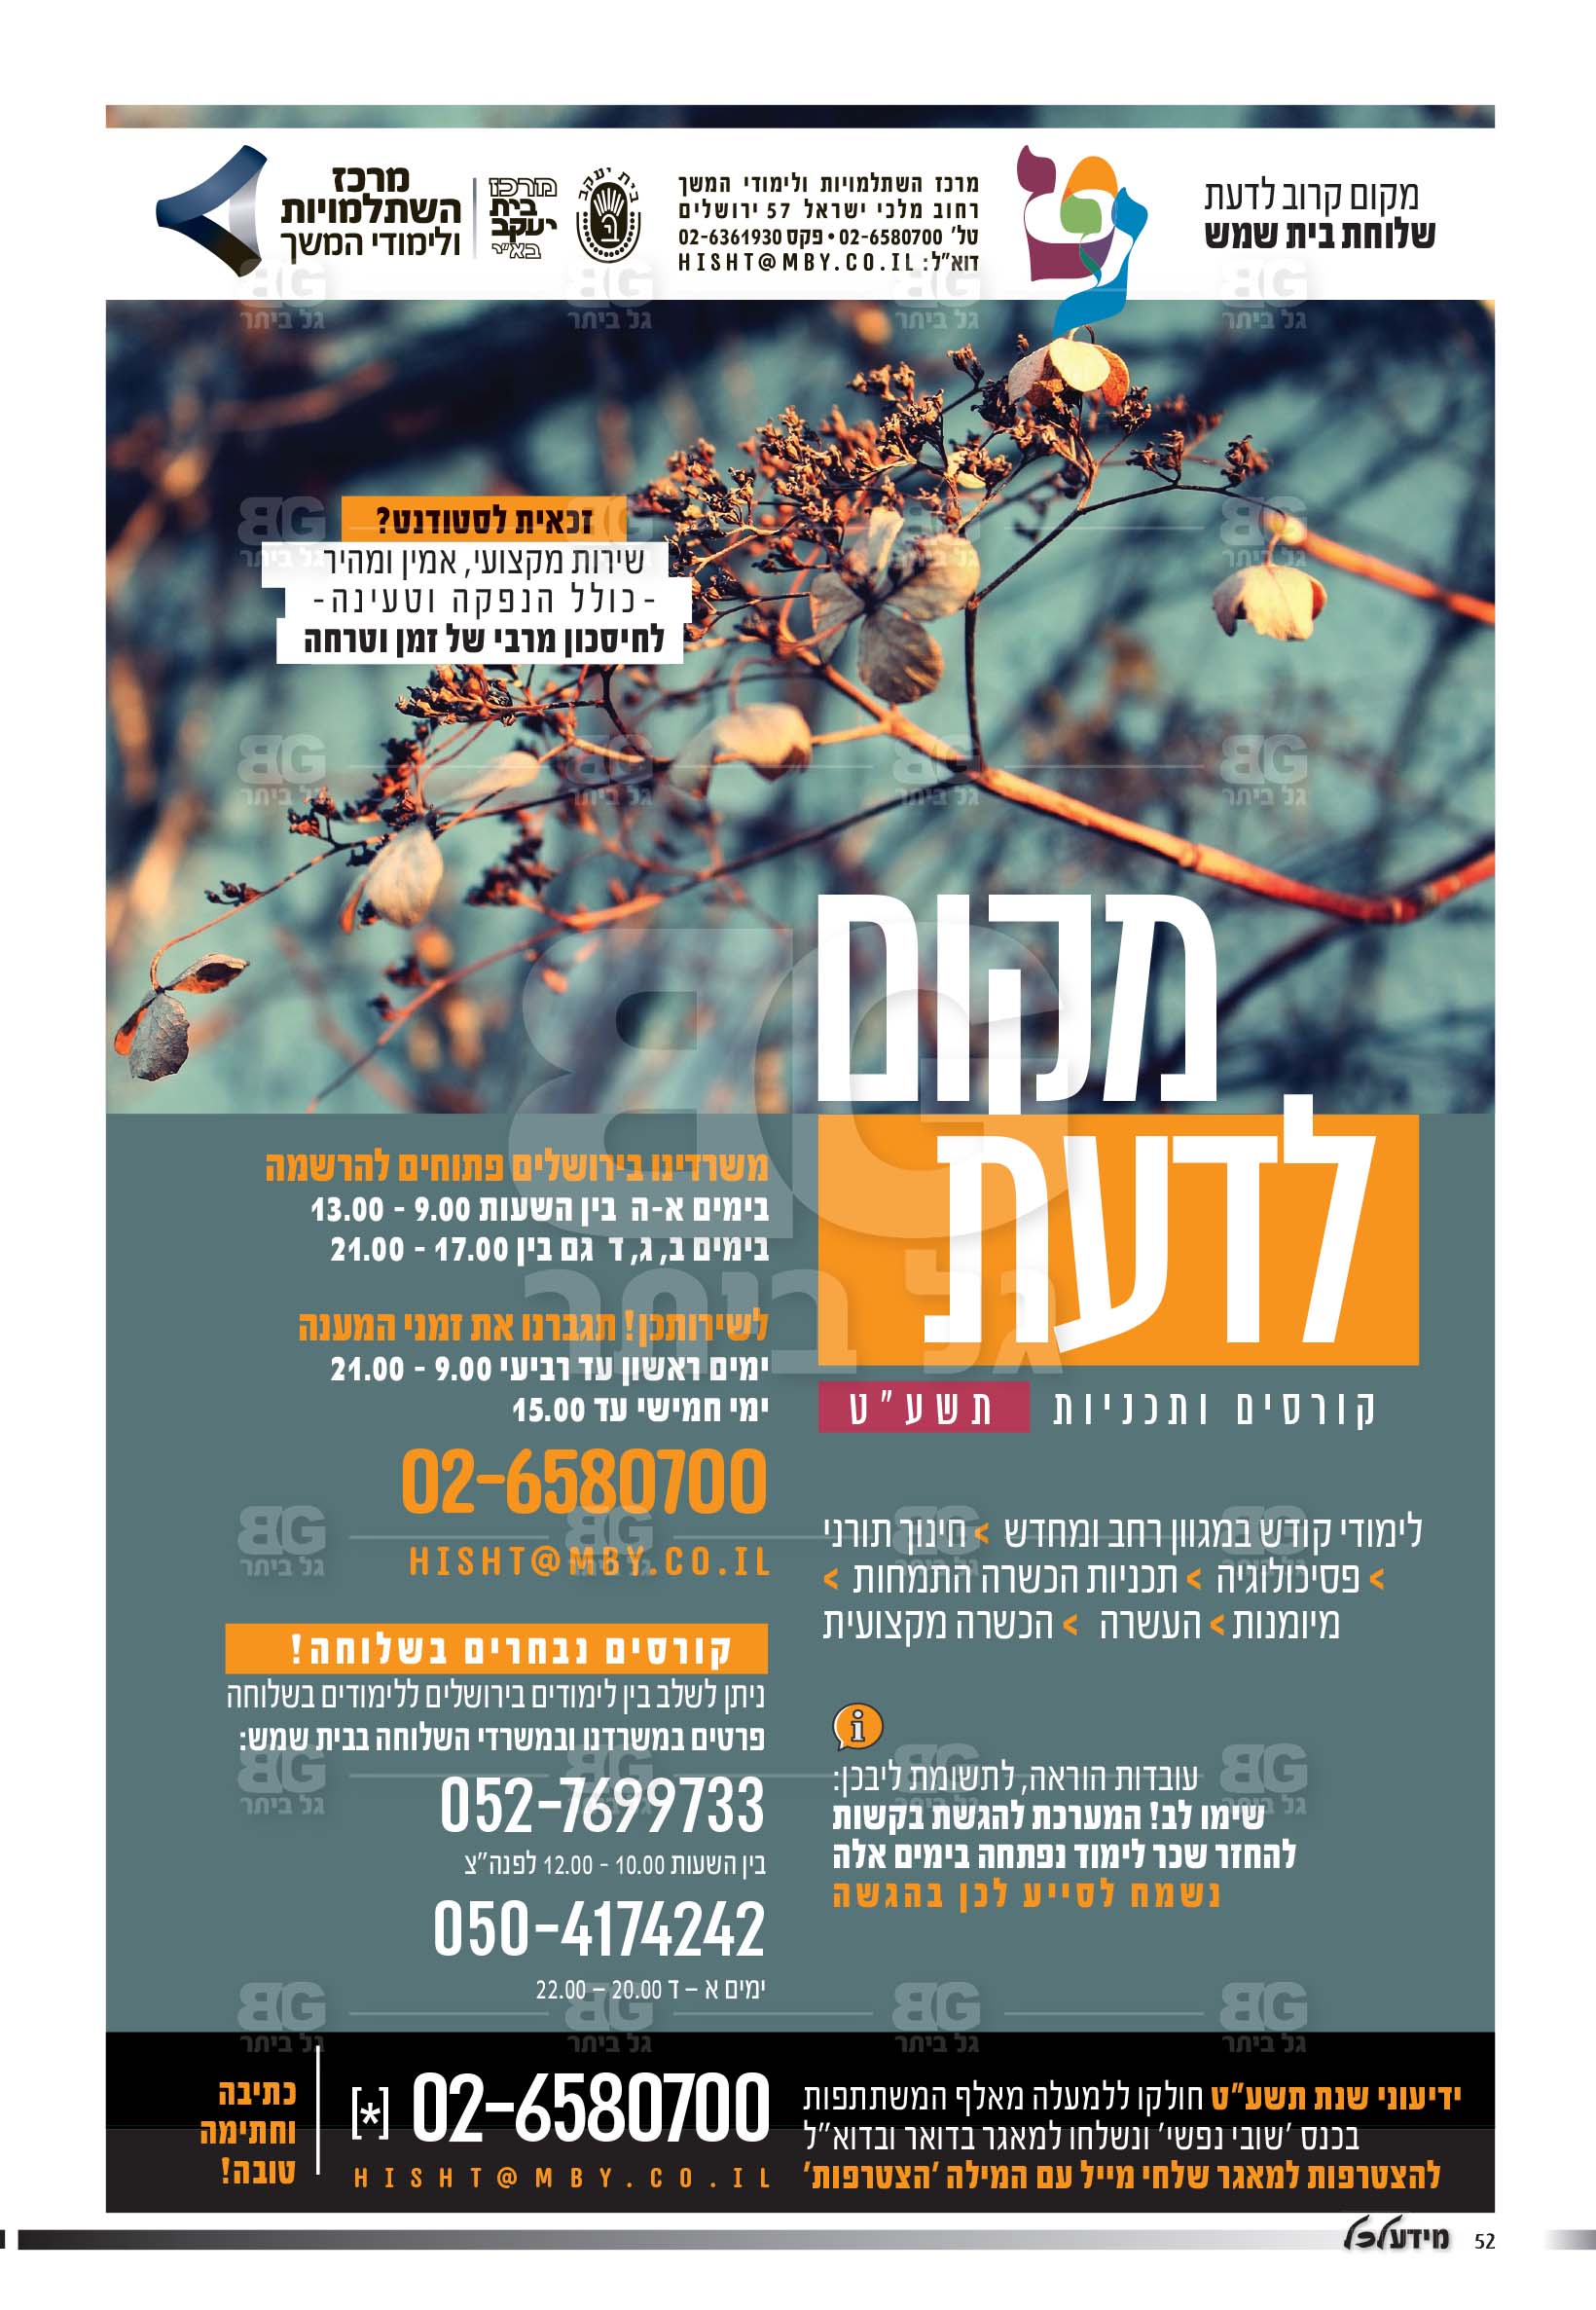 מקום קרוב לדעת
שלוחת בית שמש
מרכז השתלמויות ולימודי המשך
רחוב מלכי ישראל 57 ירושלים
טל' 02-6580700 • פקס 02-6361930
דוא"ל: HISHT@MBY.CO.IL
בית יעקב
מרכז
בית
יעקב
בא"י
מרכז
השתלמויות
ולימודי המשך
זכאית לסטודנט?
שירות מקצועי, אמין ומהיר
-כולל הנפקה וטעינה-
לחיסכון מרבי של זמן וטרחה
מקום
לדעת
קורסים ותכניות תשע"ט
לימודי קודש במגוון רחב ומחדש > חינוך תורני
> פסיכולוגיה > תכניות הכשרה התמחות >
מיומנות > העשרה > הכשרה מקצועית
i
עובדות הוראה, לתשומת ליבכן:
שימו לב! המערכת להגשת בקשות
להחזר שכר לימוד נפתחה בימים אלה
נשמח לסייע לכן בהגשה
משרדינו בירושלים פתוחים להרשמה
בימים א-ה בין השעות 9.00 - 13.00
בימים ב, ג, ד גם בין 17.00 - 21.00
לשירותכן! תגברנו את זמני המענה
ימים ראשון עד רביעי 9.00 - 21.00
ימי חמישי עד 15.00
02-6580700
HISHT@MBY.CO.IL
קורסים נבחרים בשלוחה!
ניתן לשלב בין לימודים בירושלים ללימודים בשלוחה
פרטים במשרדנו ובמשרדי השלוחה בבית שמש:
052-7699733
בין השעות 10.00 - 12.00 לפנה"צ
050-4174242
ימים א – ד 20.00 – 22.00
ידיעוני שנת תשע"ט חולקו ללמעלה מאלף המשתתפות
בכנס 'שובי נפשי' ונשלחו למאגר בדואר ובדוא"ל
להצטרפות למאגר שלחי מייל עם המילה 'הצטרפות'
02-6580700 [*]
HISHT@MBY.CO.IL
כתיבה
וחתימה
טובה!
52 מידע לכל
BG
גל ביתר